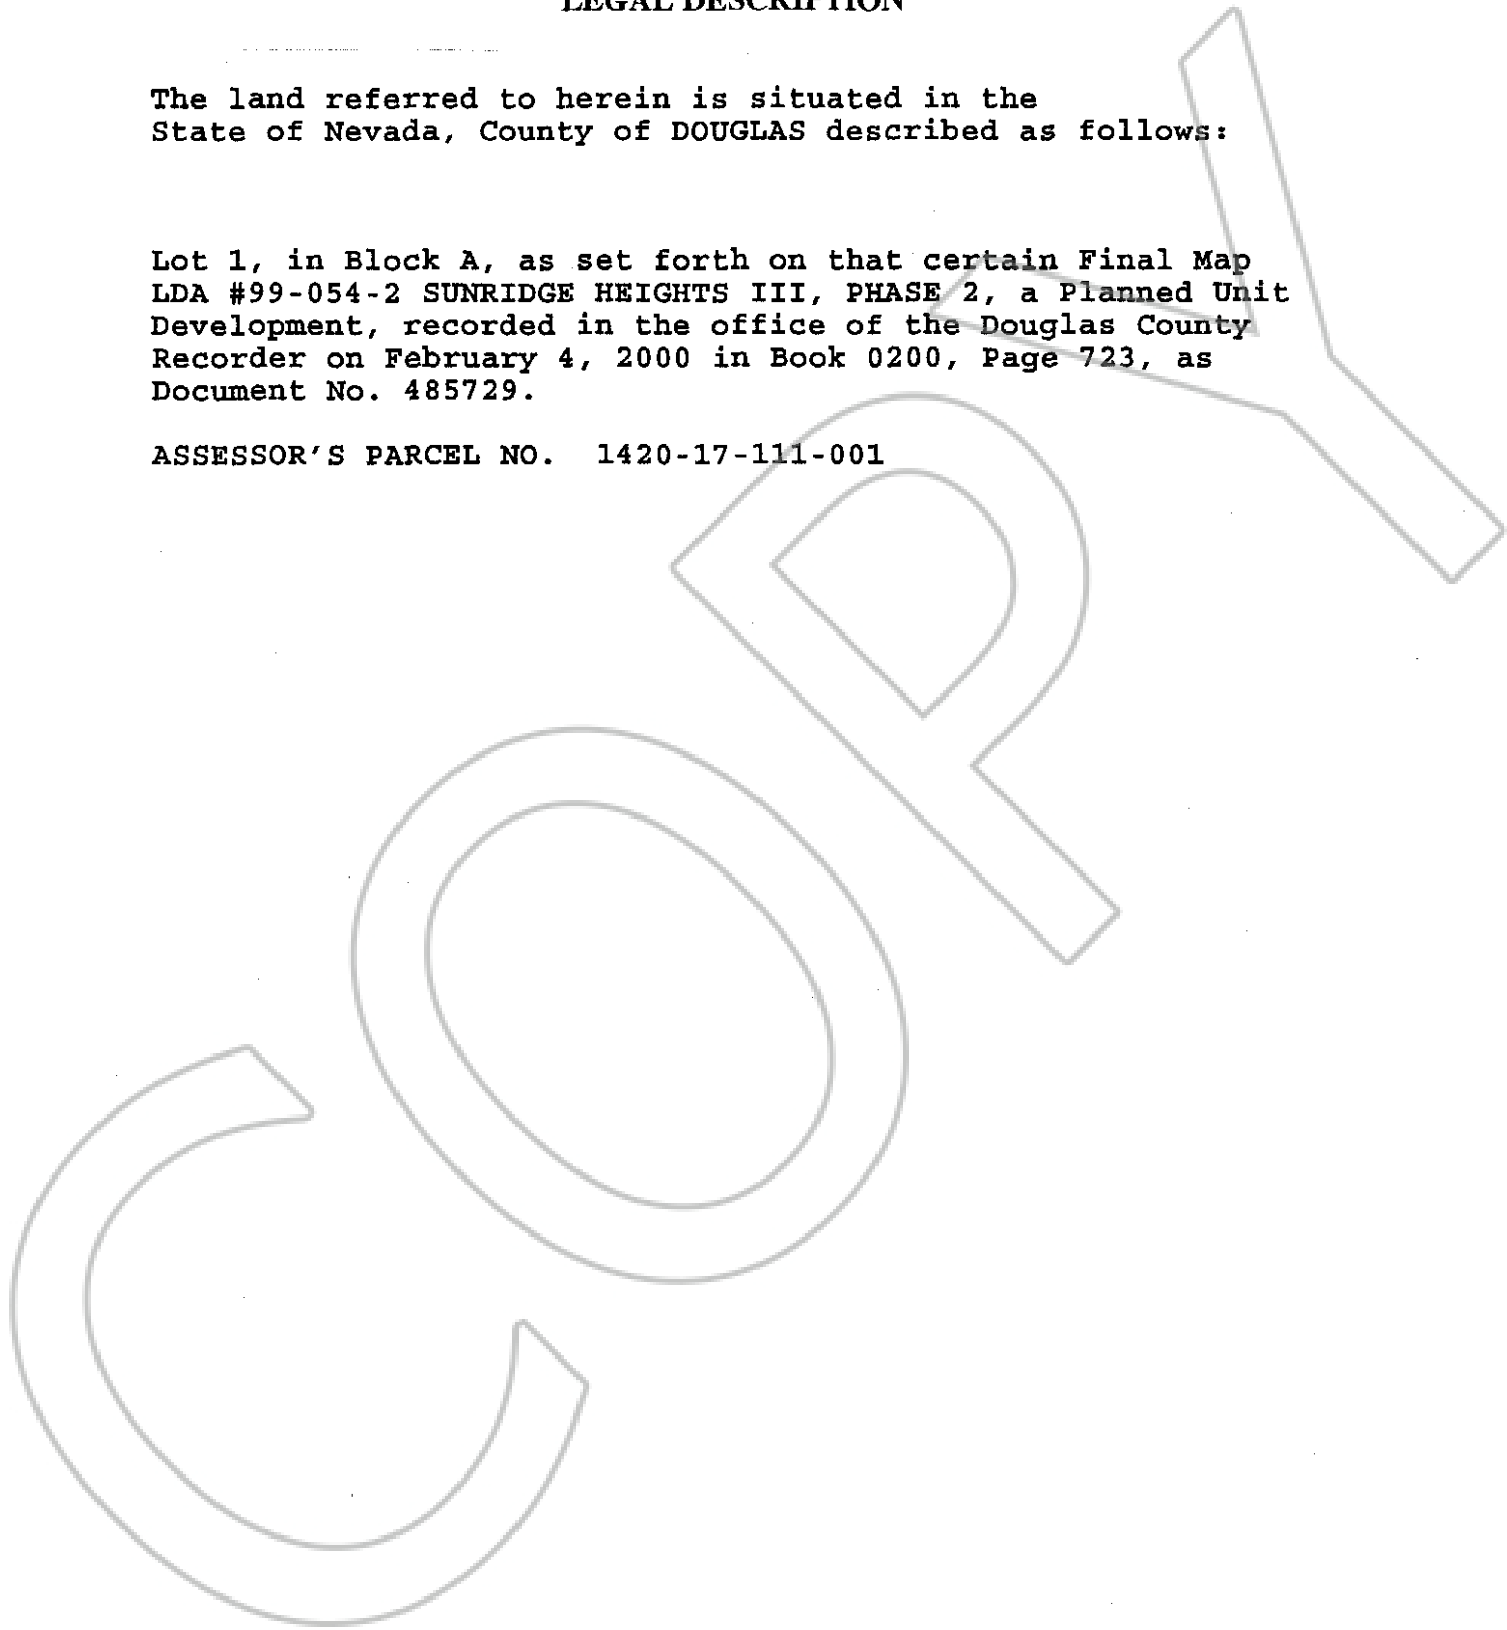 LEGAL DESCRIPTION
The land referred to herein is situated in the
State of Nevada, County of DOUGLAS described as follows:
Lot 1, in Block A, as set forth on that certain Final Map
LDA #99-054-2 SUNRIDGE HEIGHTS III, PHASE 2, a Planned Unit
Development, recorded in the office of the Douglas County
Recorder on February 4, 2000 in Book 0200, Page 723, as
Document No. 485729.
ASSESSOR'S PARCEL NO. 1420-17-111-001
COPY